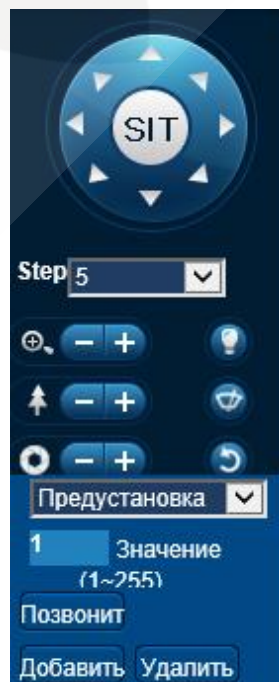 SIT
Step 5
Предустановка
1 Значение
(1~255)
Позвонит
Добавить Удалить